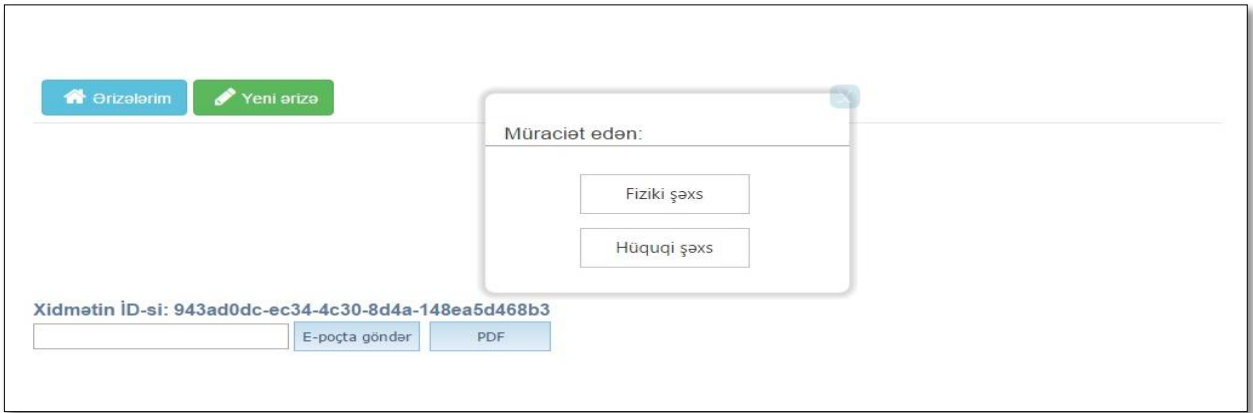 Ərizələrim Yeni ərizə
Müraciət edən:
Fiziki şəxs
Hüquqi şəxs
Xidmətin İD-si: 943ad0dc-ec34-4c30-8d4a-148ea5d468b3
E-poçta göndər PDF